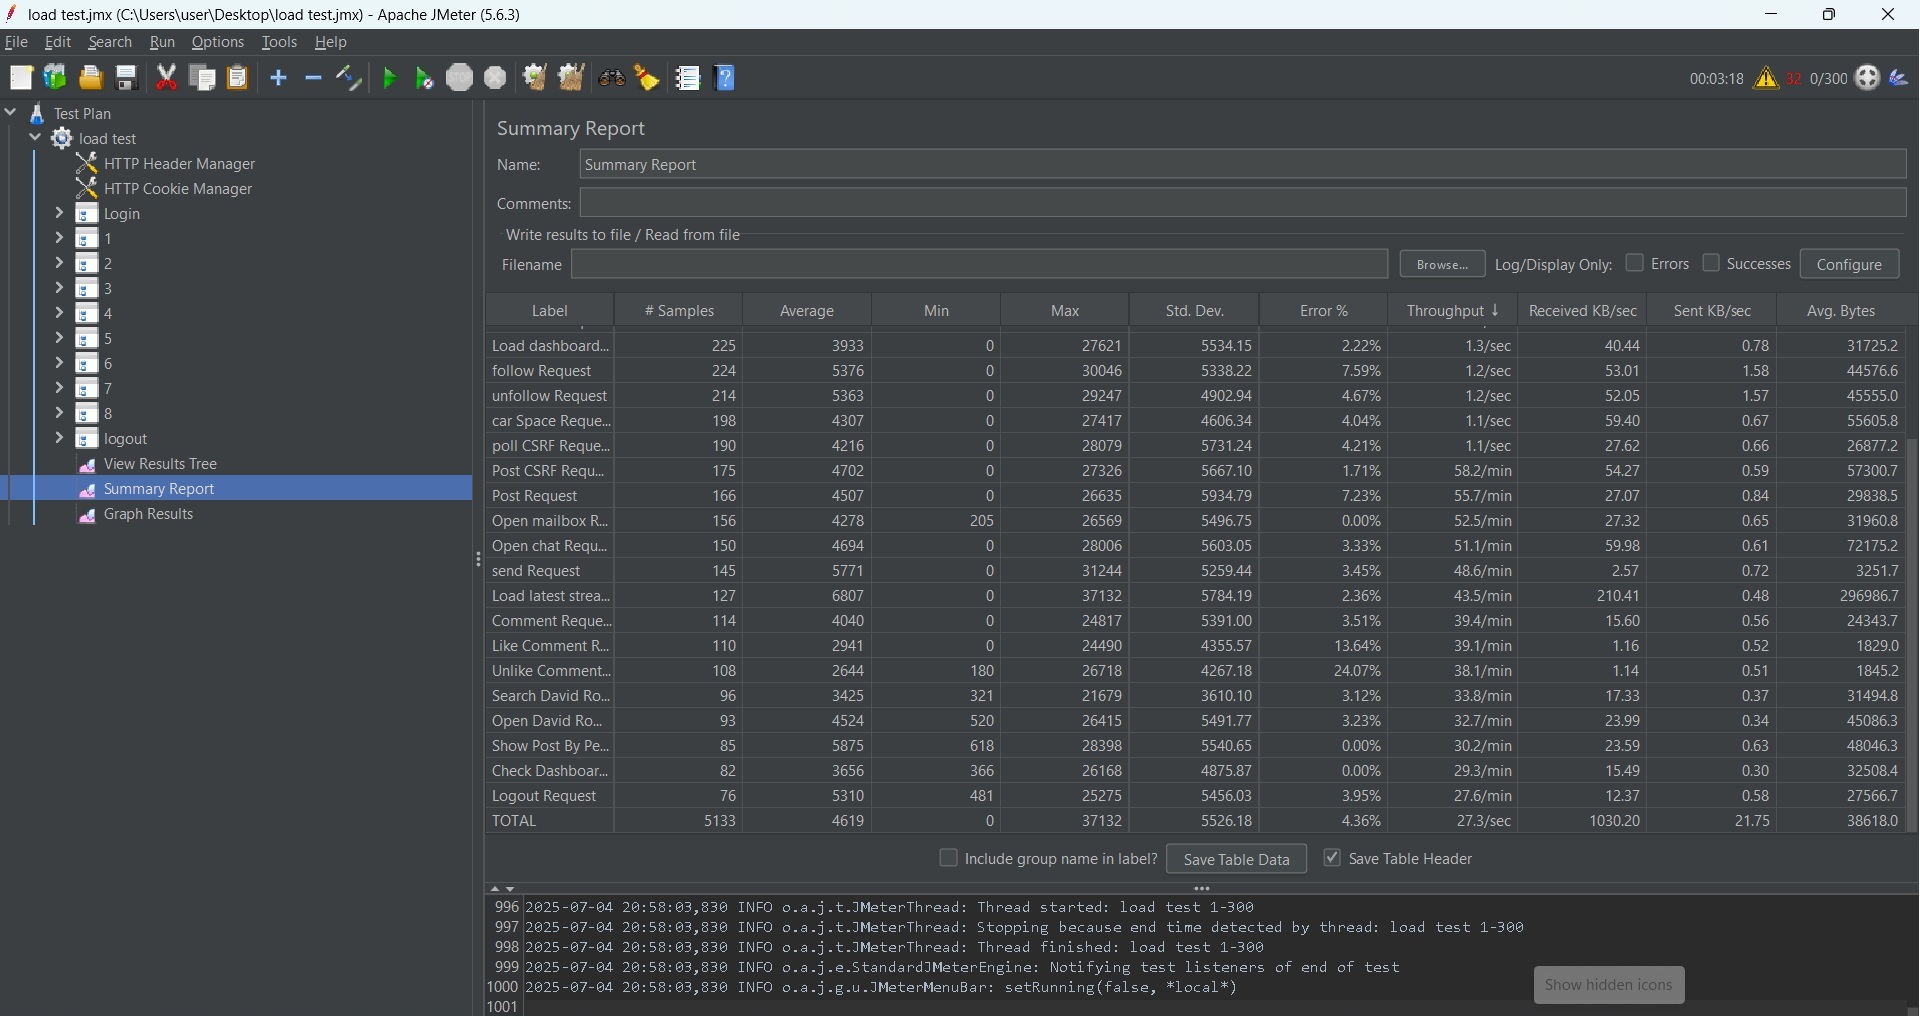 load test.jmx (C:\Users\user\Desktop\load test.jmx) - Apache JMeter (5.6.3)
File Edit Search Run Options Tools Help
STOP 00:03:18 32 0/300
Test Plan
load test
HTTP Header Manager
HTTP Cookie Manager
Login
1
2
3
4
5
6
7
8
logout
View Results Tree
Summary Report
Graph Results
Summary Report
Name: Summary Report
Comments:
Write results to file / Read from file
Filename Browse... Log/Display Only: Errors Successes Configure
Label # Samples Average Min Max Std. Dev. Error % Throughput ↓ Received KB/sec Sent KB/sec Avg. Bytes
Load dashboard... 225 3933 0 27621 5534.15 2.22% 1.3/sec 40.44 0.78 31725.2
follow Request 224 5376 0 30046 5338.22 7.59% 1.2/sec 53.01 1.58 44576.6
unfollow Request 214 5363 0 29247 4902.94 4.67% 1.2/sec 52.05 1.57 45555.0
car Space Reque... 198 4307 0 27417 4606.34 4.04% 1.1/sec 59.40 0.67 55605.8
poll CSRF Reque... 190 4216 0 28079 5731.24 4.21% 1.1/sec 27.62 0.66 26877.2
Post CSRF Requ... 175 4702 0 27326 5667.10 1.71% 58.2/min 54.27 0.59 57300.7
Post Request 166 4507 0 26635 5934.79 7.23% 55.7/min 27.07 0.84 29838.5
Open mailbox R... 156 4278 205 26569 5496.75 0.00% 52.5/min 27.32 0.65 31960.8
Open chat Requ... 150 4694 0 28006 5603.05 3.33% 51.1/min 59.98 0.61 72175.2
send Request 145 5771 0 31244 5259.44 3.45% 48.6/min 2.57 0.72 3251.7
Load latest strea... 127 6807 0 37132 5784.19 2.36% 43.5/min 210.41 0.48 296986.7
Comment Reque... 114 4040 0 24817 5391.00 3.51% 39.4/min 15.60 0.56 24343.7
Like Comment R... 110 2941 0 24490 4355.57 13.64% 39.1/min 1.16 0.52 1829.0
Unlike Comment... 108 2644 180 26718 4267.18 24.07% 38.1/min 1.14 0.51 1845.2
Search David Ro... 96 3425 321 21679 3610.10 3.12% 33.8/min 17.33 0.37 31494.8
Open David Ro... 93 4524 520 26415 5491.77 3.23% 32.7/min 23.99 0.34 45086.3
Show Post By Pe... 85 5875 618 28398 5540.65 0.00% 30.2/min 23.59 0.63 48046.3
Check Dashboar... 82 3656 366 26168 4875.87 0.00% 29.3/min 15.49 0.30 32508.4
Logout Request 76 5310 481 25275 5456.03 3.95% 27.6/min 12.37 0.58 27566.7
TOTAL 5133 4619 0 37132 5526.18 4.36% 27.3/sec 1030.20 21.75 38618.0
Include group name in label? Save Table Data Save Table Header
996 2025-07-04 20:58:03,830 INFO o.a.j.t.JMeterThread: Thread started: load test 1-300
997 2025-07-04 20:58:03,830 INFO o.a.j.t.JMeterThread: Stopping because end time detected by thread: load test 1-300
998 2025-07-04 20:58:03,830 INFO o.a.j.t.JMeterThread: Thread finished: load test 1-300
999 2025-07-04 20:58:03,830 INFO o.a.j.e.StandardJMeterEngine: Notifying test listeners of end of test
1000 2025-07-04 20:58:03,830 INFO o.a.j.g.u.JMeterMenuBar: setRunning(false, *local*)
1001
Show hidden icons